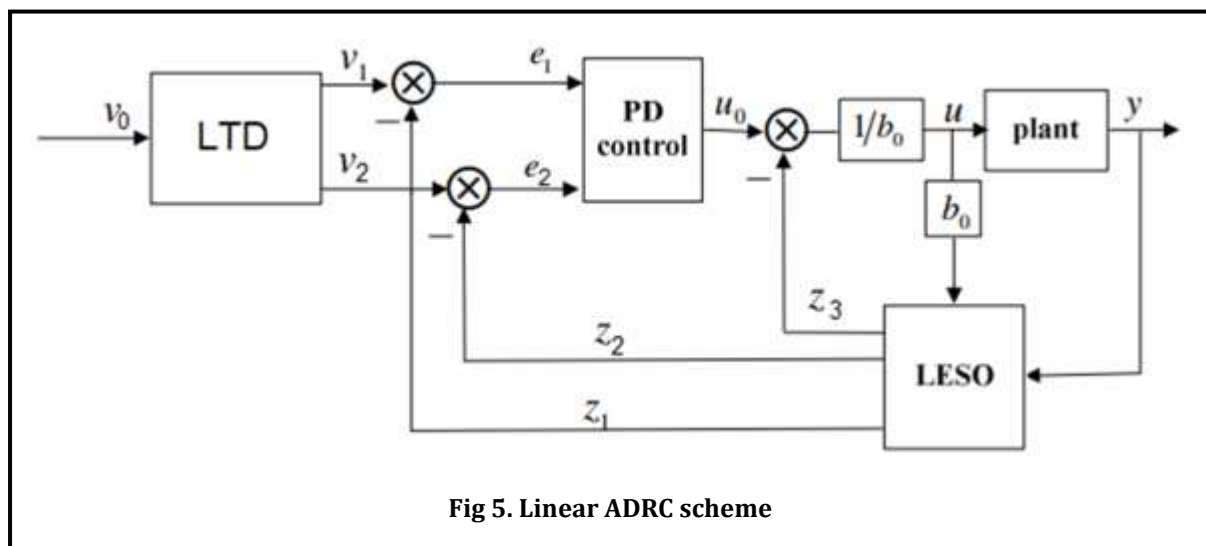 v₀
LTD
v₁
v₂
−
−
e₁
e₂
PD
control
u₀
−
1/b₀
u
plant
y
b₀
z₃
z₂
z₁
LESO
Fig 5. Linear ADRC scheme